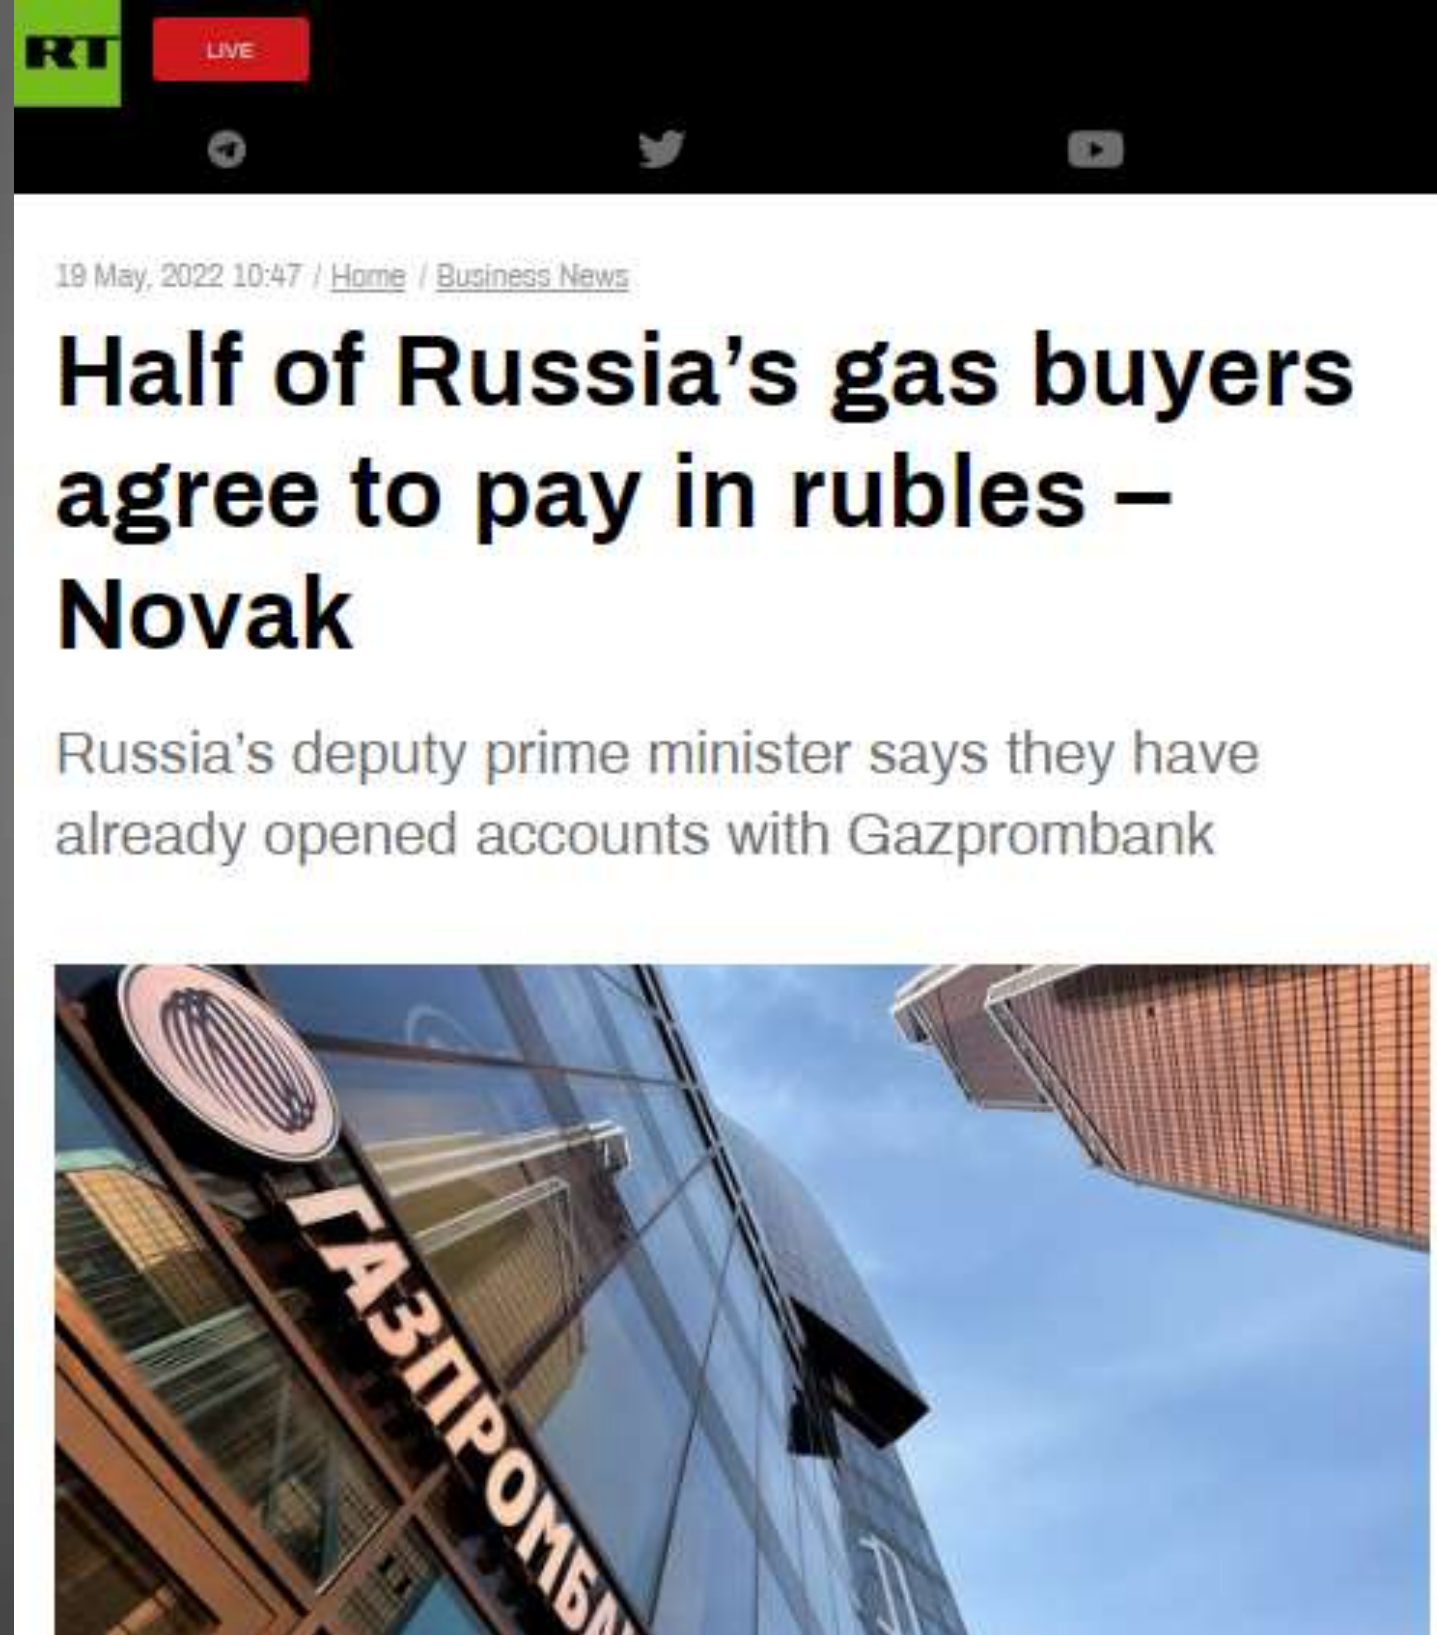 RT
LIVE
19 May, 2022 10:47 / Home / Business News
Half of Russia’s gas buyers
agree to pay in rubles –
Novak
Russia’s deputy prime minister says they have
already opened accounts with Gazprombank
ГАЗПРОМБА